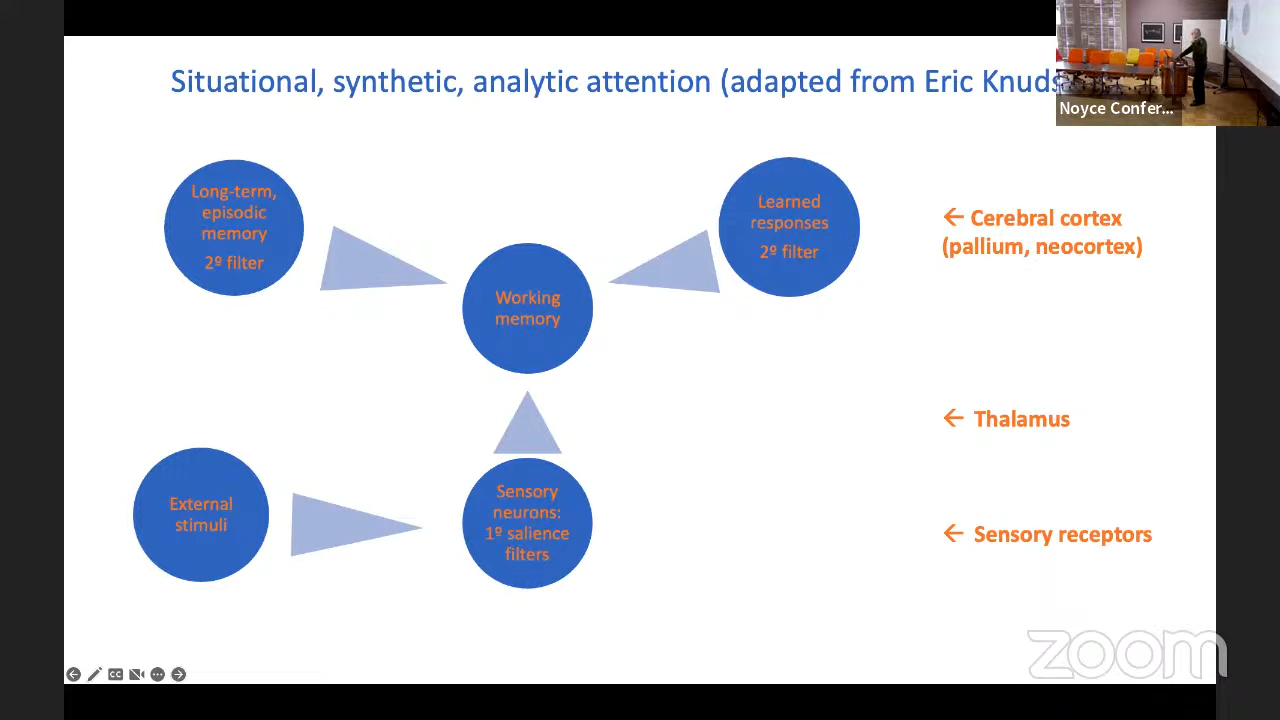 Situational, synthetic, analytic attention (adapted from Eric Knuds
Noyce Confer...
Long-term,
episodic
memory
2º filter
Learned
responses
2º filter
← Cerebral cortex
(pallium, neocortex)
Working
memory
← Thalamus
External
stimuli
Sensory
neurons:
1º salience
filters
← Sensory receptors
CC
zoom